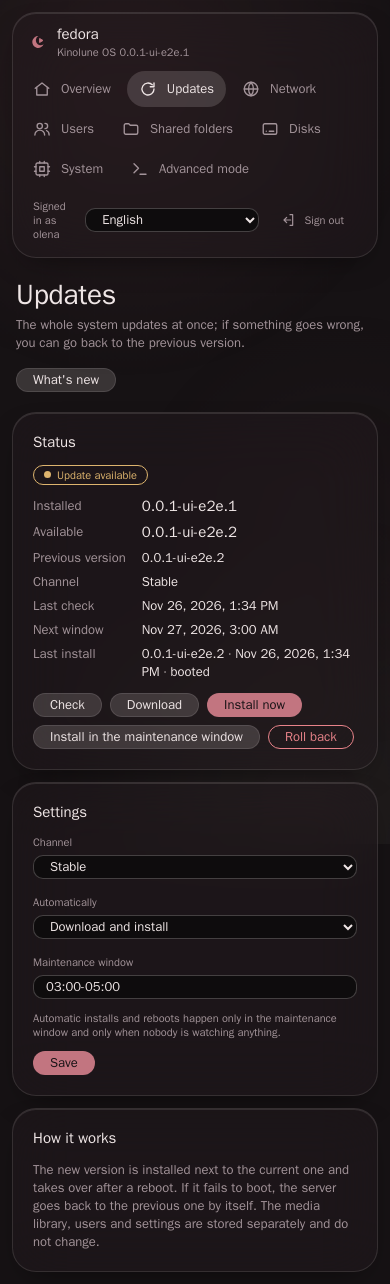 fedora
Kinolune OS 0.0.1-ui-e2e.1
Overview
Updates
Network
Users
Shared folders
Disks
System
Advanced mode
Signed
in as
olena
English
Sign out
Updates
The whole system updates at once; if something goes wrong,
you can go back to the previous version.
What's new
Status
Update available
Installed 0.0.1-ui-e2e.1
Available 0.0.1-ui-e2e.2
Previous version 0.0.1-ui-e2e.2
Channel Stable
Last check Nov 26, 2026, 1:34 PM
Next window Nov 27, 2026, 3:00 AM
Last install 0.0.1-ui-e2e.2 · Nov 26, 2026, 1:34
PM · booted
Check
Download
Install now
Install in the maintenance window
Roll back
Settings
Channel
Stable
Automatically
Download and install
Maintenance window
03:00-05:00
Automatic installs and reboots happen only in the maintenance
window and only when nobody is watching anything.
Save
How it works
The new version is installed next to the current one and
takes over after a reboot. If it fails to boot, the server
goes back to the previous one by itself. The media
library, users and settings are stored separately and do
not change.